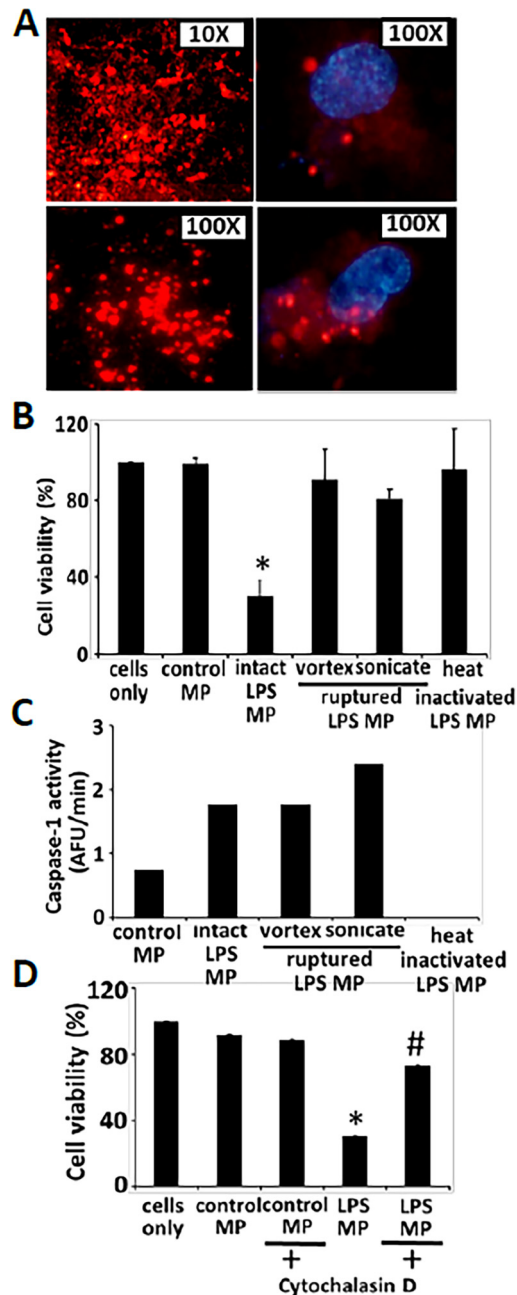 A
10X
100X
100X
100X
B
Cell viability (%)
120
80
40
0
cells only
control MP
intact LPS MP
vortex sonicate
ruptured LPS MP
heat inactivated LPS MP
C
Caspase-1 activity (AFU/min)
3
2
1
0
control MP
intact LPS MP
vortex sonicate
ruptured LPS MP
heat inactivated LPS MP
D
Cell viability (%)
120
80
40
0
*
#
cells only
control MP
control MP
LPS MP
LPS MP
+
+
Cytochalasin D